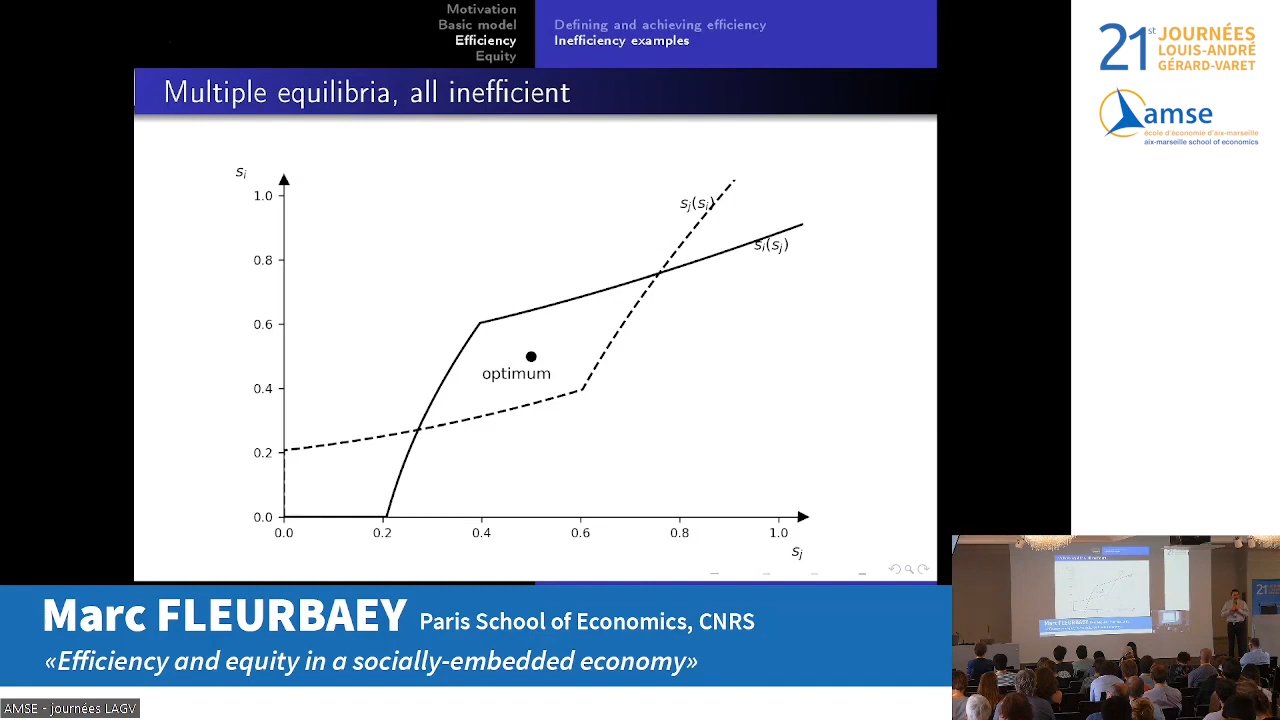 Motivation
Basic model
Efficiency
Equity
Defining and achieving efficiency
Inefficiency examples
Multiple equilibria, all inefficient
s_i
1.0
0.8
0.6
0.4
0.2
0.0
0.0 0.2 0.4 0.6 0.8 1.0
s_j
s_j(s_i)
s_i(s_j)
optimum
21st JOURNÉES
LOUIS-ANDRÉ
GÉRARD-VARET
amse
école d'économie d'aix-marseille
aix-marseille school of economics
Marc FLEURBAEY Paris School of Economics, CNRS
«Efficiency and equity in a socially-embedded economy»
AMSE - journées LAGV